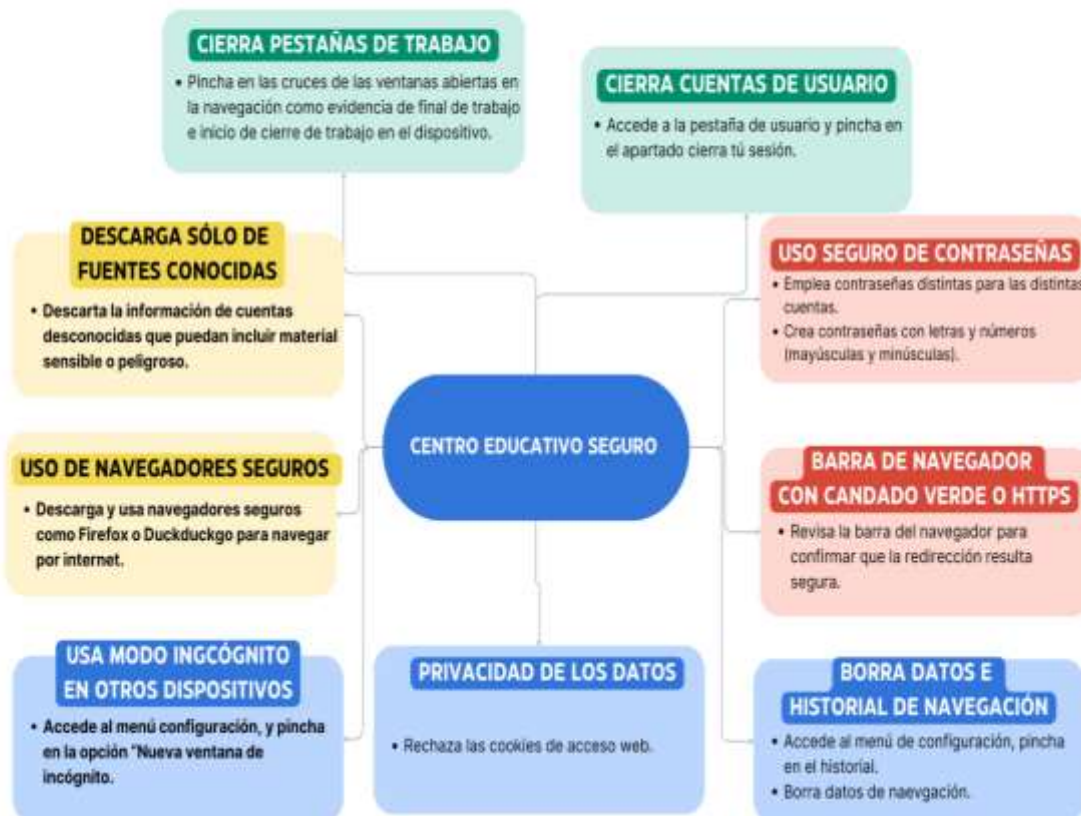 CIERRA PESTAÑAS DE TRABAJO
• Pincha en las cruces de las ventanas abiertas en
la navegación como evidencia de final de trabajo
e inicio de cierre de trabajo en el dispositivo.
CIERRA CUENTAS DE USUARIO
• Accede a la pestaña de usuario y pincha en
el apartado cierra tú sesión.
DESCARGA SÓLO DE
FUENTES CONOCIDAS
• Descarta la información de cuentas
desconocidas que puedan incluir material
sensible o peligroso.
USO SEGURO DE CONTRASEÑAS
• Emplea contraseñas distintas para las distintas
cuentas.
• Crea contraseñas con letras y números
(mayúsculas y minúsculas).
CENTRO EDUCATIVO SEGURO
USO DE NAVEGADORES SEGUROS
• Descarga y usa navegadores seguros
como Firefox o Duckduckgo para navegar
por internet.
BARRA DE NAVEGADOR
CON CANDADO VERDE O HTTPS
• Revisa la barra del navegador para
confirmar que la redirección resulta
segura.
USA MODO INGCÓGNITO
EN OTROS DISPOSITIVOS
• Accede al menú configuración, y pincha
en la opción "Nueva ventana de
incógnito.
PRIVACIDAD DE LOS DATOS
• Rechaza las cookies de acceso web.
BORRA DATOS E
HISTORIAL DE NAVEGACIÓN
• Accede al menú de configuración, pincha
en el historial.
• Borra datos de naevgación.